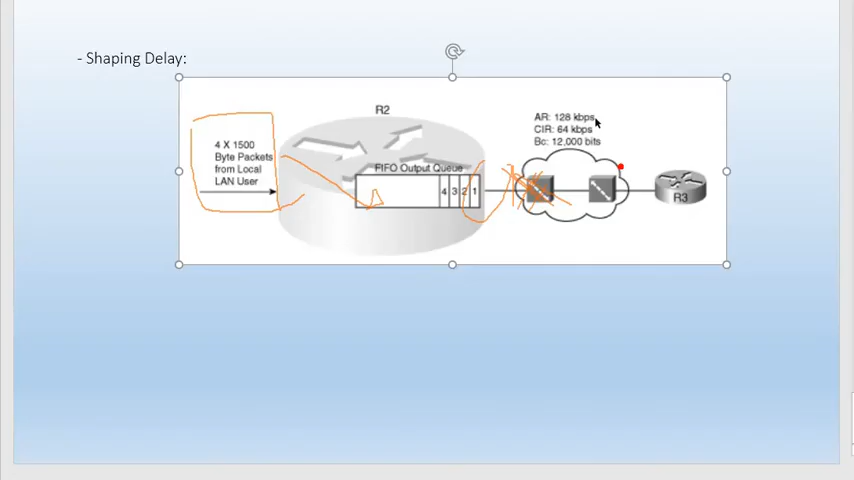 - Shaping Delay:
R2
AR: 128 kbps
CIR: 64 kbps
Bc: 12,000 bits
4 X 1500
Byte Packets
from Local
LAN User
FIFO Output Queue
4 3 2 1
R3